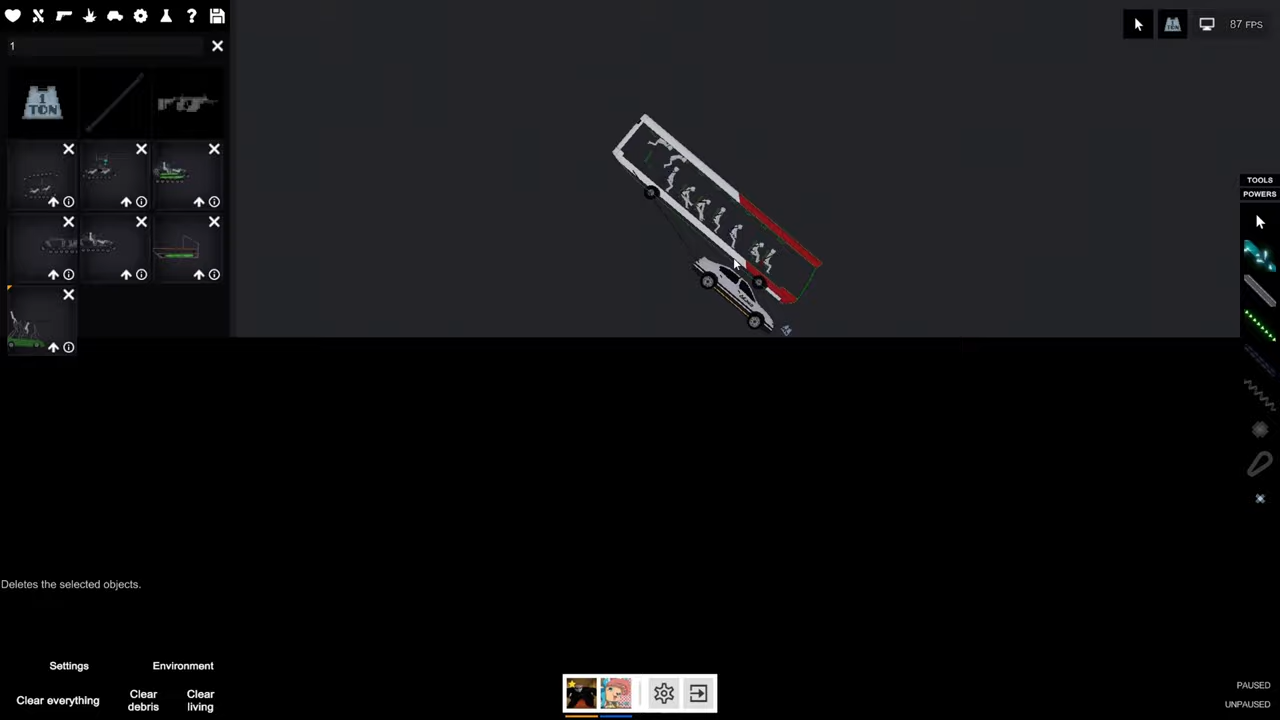 87 FPS
1
1
TON
TOOLS
POWERS
Deletes the selected objects.
Settings
Environment
Clear everything
Clear debris
Clear living
PAUSED
UNPAUSED